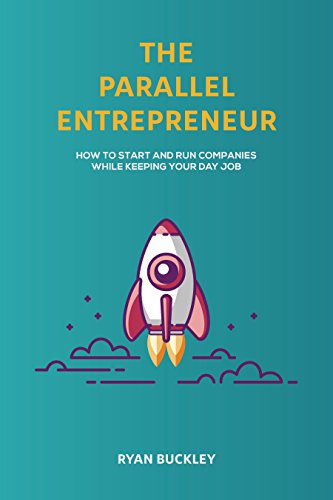 THE
PARALLEL
ENTREPRENEUR
HOW TO START AND RUN COMPANIES
WHILE KEEPING YOUR DAY JOB
RYAN BUCKLEY